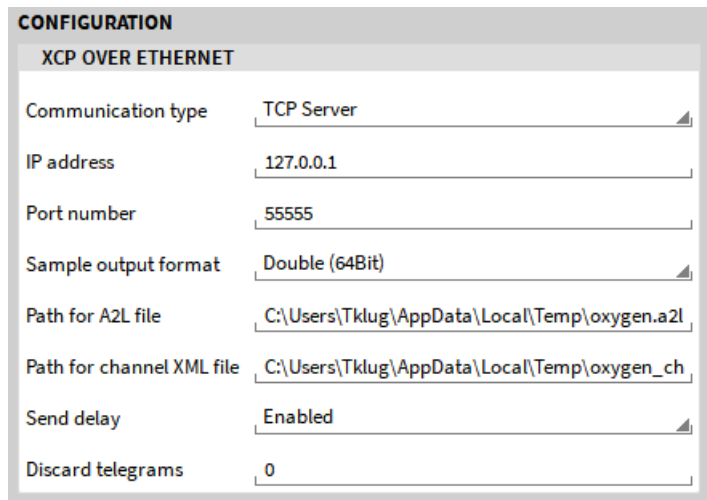 CONFIGURATION
XCP OVER ETHERNET
Communication type TCP Server
IP address 127.0.0.1
Port number 55555
Sample output format Double (64Bit)
Path for A2L file C:\Users\Tklug\AppData\Local\Temp\oxygen.a2l
Path for channel XML file C:\Users\Tklug\AppData\Local\Temp\oxygen_ch
Send delay Enabled
Discard telegrams 0